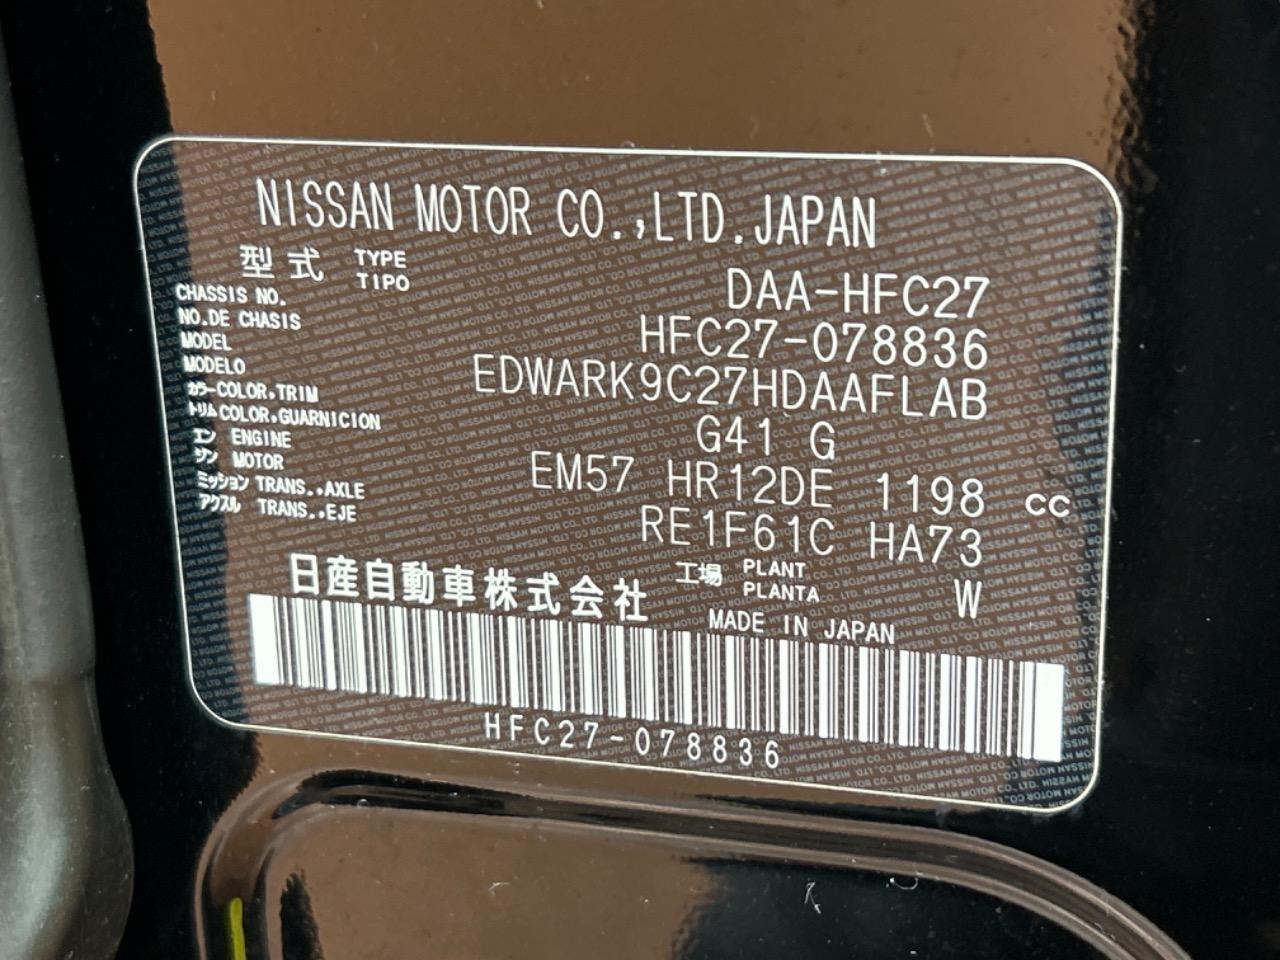 NISSAN MOTOR CO.,LTD.JAPAN
型式 TYPE TIPO DAA-HFC27
CHASSIS NO.
NO.DE CHASIS HFC27-078836
MODEL
MODELO EDWARK9C27HDAAFLAB
カラ-COLOR,TRIM
トリム COLOR,GUARNICION G41 G
エン ENGINE
ジン MOTOR EM57 HR12DE 1198 CC
ミッション TRANS.,AXLE
アクスル TRANS.,EJE RE1F61C HA73
日産自動車株式会社 工場 PLANT PLANTA W
MADE IN JAPAN
HFC27-078836